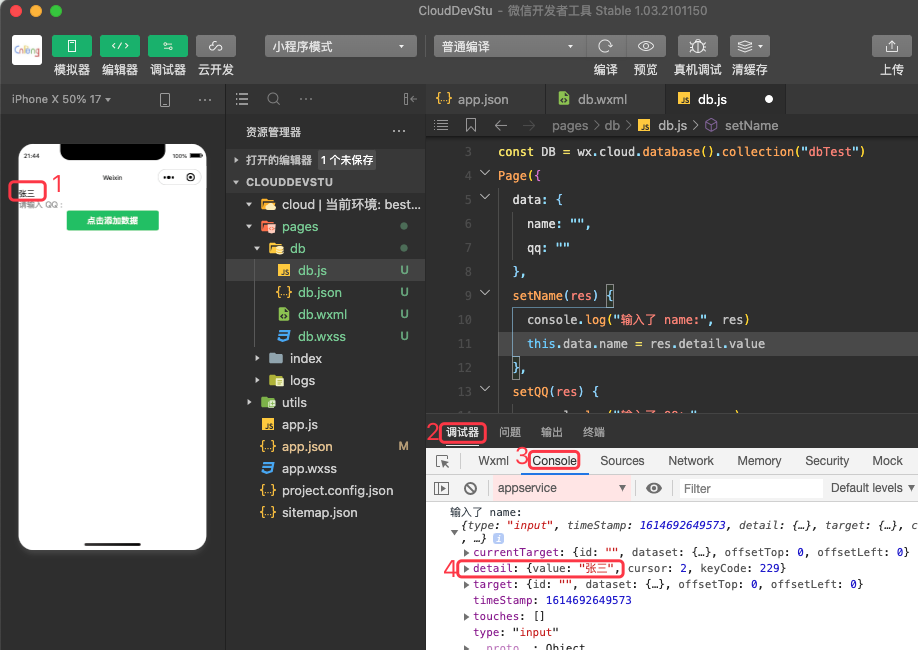 CloudDevStu - 微信开发者工具 Stable 1.03.2101150
小程序模式
普通编译
模拟器
编辑器
调试器
云开发
编译
预览
真机调试
清缓存
上传
iPhone X 50% 17
21:44
100%
Weixin
1
张三
请输入 QQ :
点击添加数据
资源管理器
打开的编辑器 1 个未保存
CLOUDDEVSTU
cloud | 当前环境: best...
pages
db
db.js U
db.json U
db.wxml U
db.wxss U
index
logs
utils
app.js
app.json M
app.wxss
project.config.json
sitemap.json
app.json
db.wxml
db.js
pages > db > db.js > setName
3 const DB = wx.cloud.database().collection("dbTest")
4 Page({
5 data: {
6 name: "",
7 qq: ""
8 },
9 setName(res) {
10 console.log("输入了 name:", res)
11 this.data.name = res.detail.value
12 },
13 setQQ(res) {
2 调试器 问题 输出 终端
Wxml 3 Console Sources Network Memory Security Mock
appservice
Filter
Default levels
输入了 name:
{type: "input", timeStamp: 1614692649573, detail: {…}, target: {…}, c
, …}
currentTarget: {id: "", dataset: {…}, offsetTop: 0, offsetLeft: 0}
4 detail: {value: "张三", cursor: 2, keyCode: 229}
target: {id: "", dataset: {…}, offsetTop: 0, offsetLeft: 0}
timeStamp: 1614692649573
touches: []
type: "input"
__proto__: Object